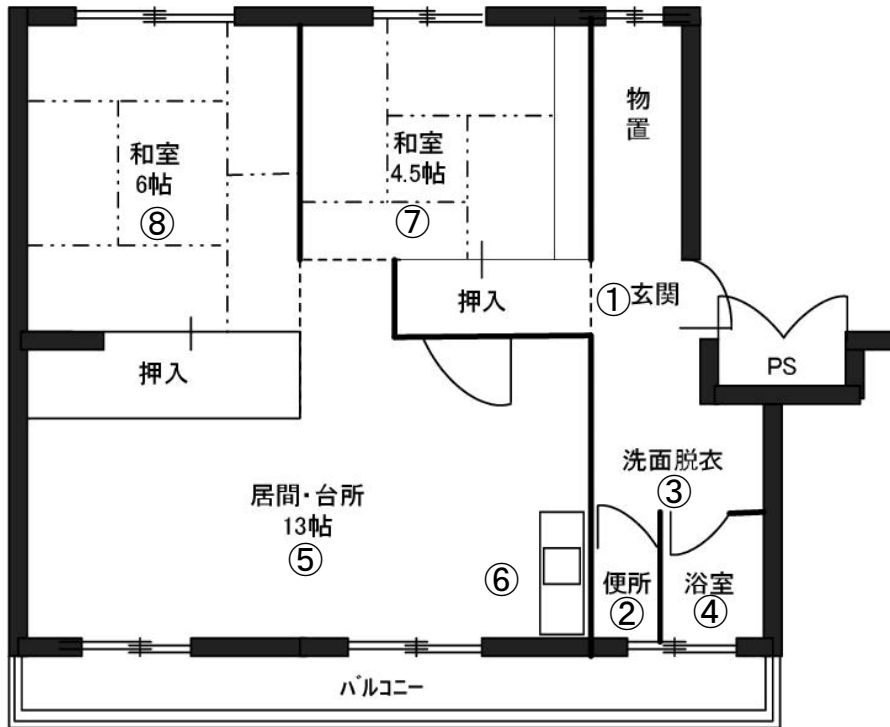 物
置
和室
6帖
⑧
和室
4.5帖
⑦
押入
①玄関
押入
PS
洗面脱衣
③
居間・台所
13帖
⑤
⑥
便所
②
浴室
④
バルコニー